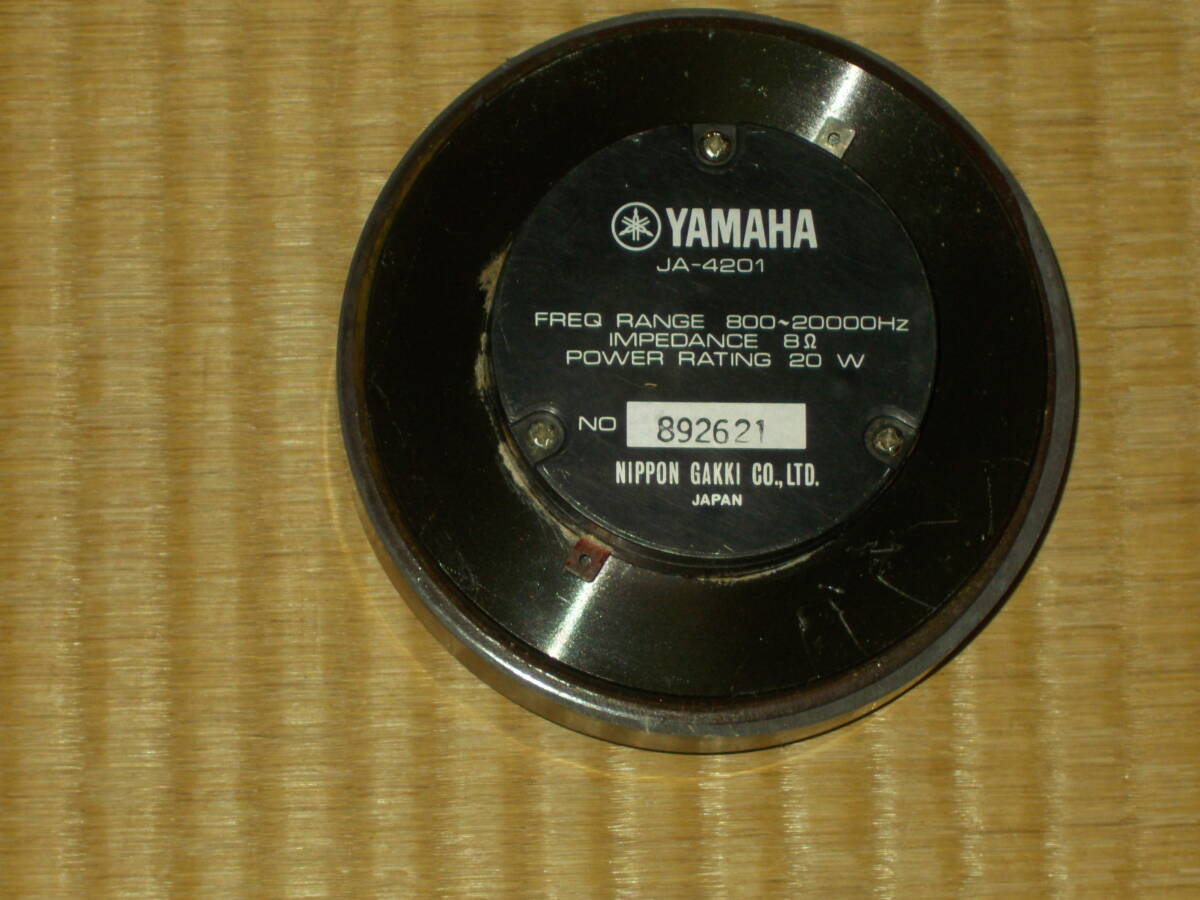 YAMAHA
JA-4201
FREQ RANGE 800~20000Hz
IMPEDANCE 8Ω
POWER RATING 20 W
NO 892621
NIPPON GAKKI CO., LTD.
JAPAN